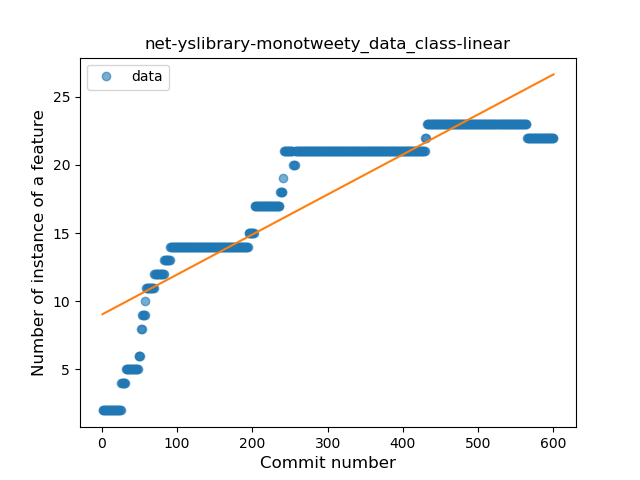 net-yslibrary-monotweety_data_class-linear
data
Number of instance of a feature
25
20
15
10
5
0 100 200 300 400 500 600
Commit number